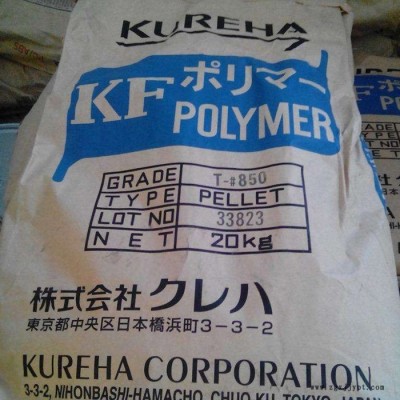 KUREHA
KF ポリマー
POLYMER
GRADE T-#850
TYPE PELLET
LOT NO 33823
NET 20kg
株式会社 クレハ
東京都中央区日本橋浜町3-3-2
KUREHA CORPORATION
3-3-2, NIHONBASHI-HAMACHO, CHUO-KU, TOKYO, JAPAN